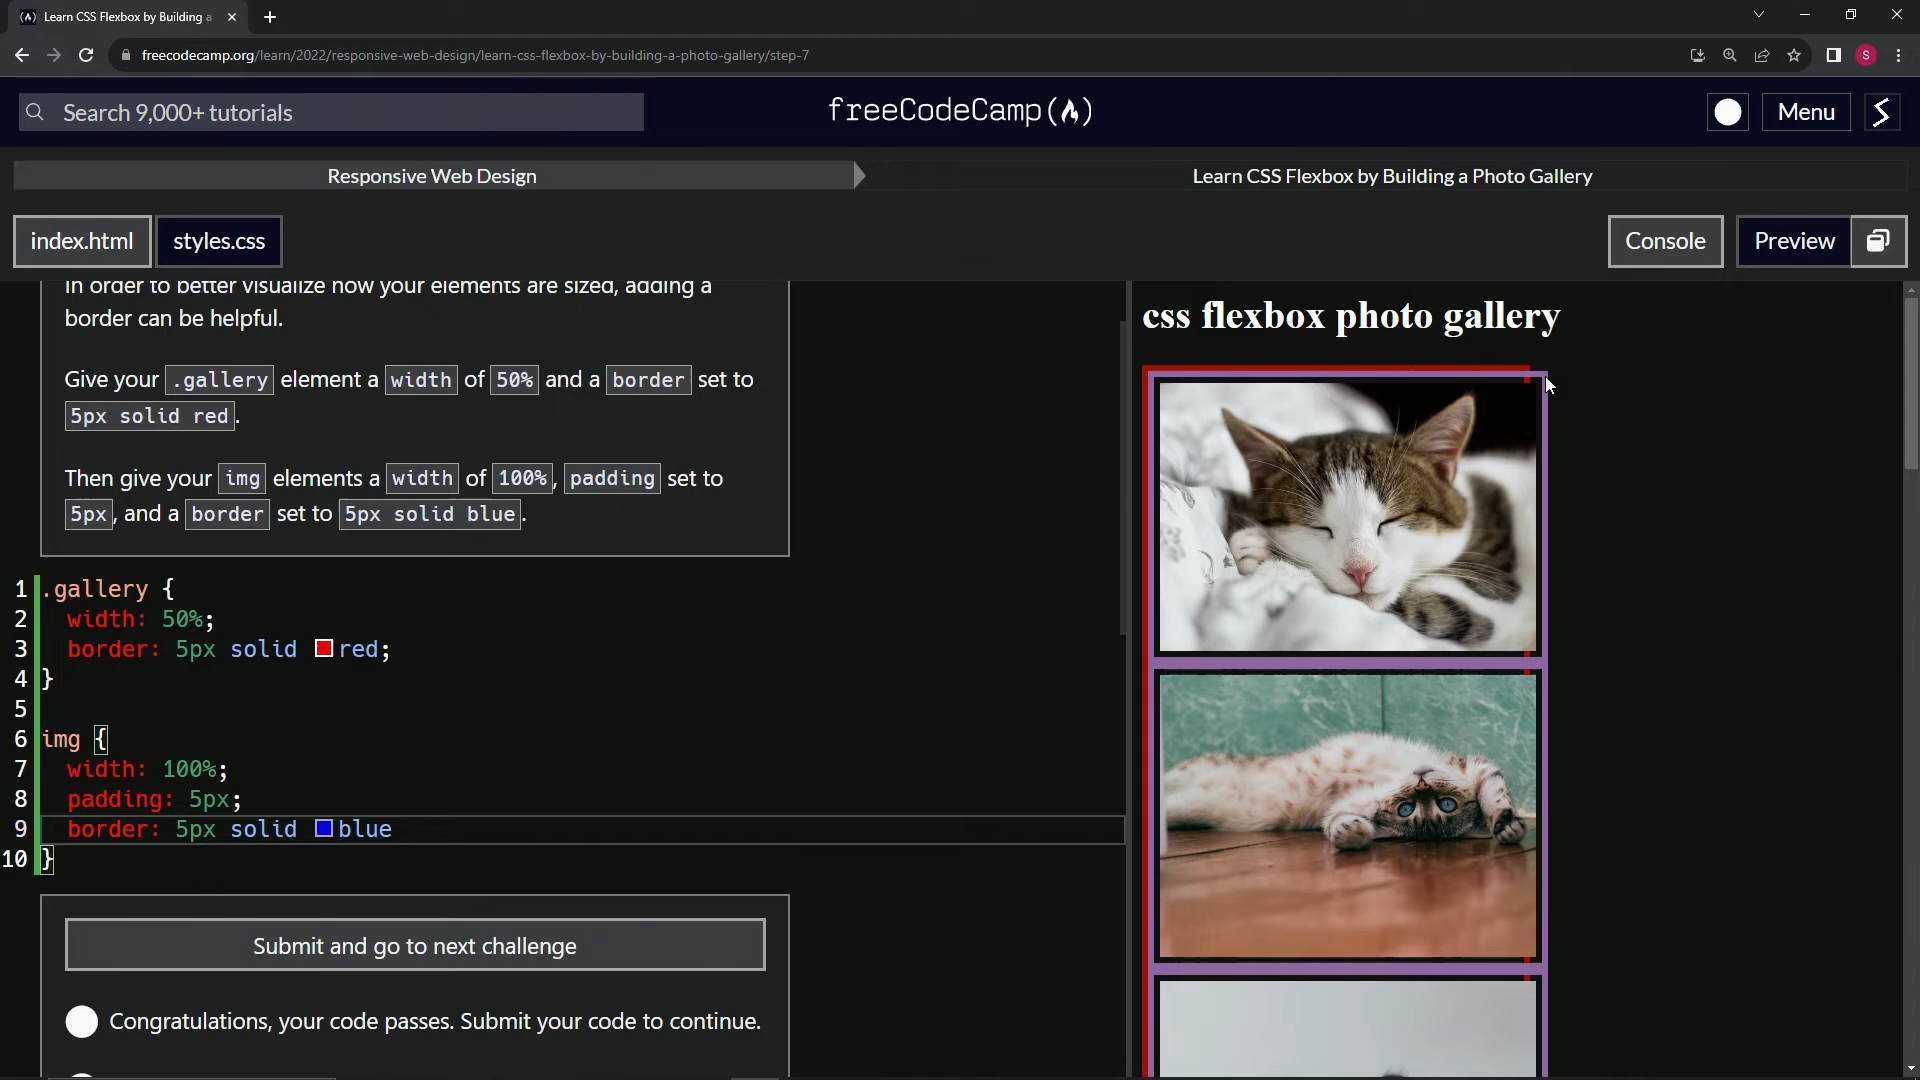 Learn CSS Flexbox by Building a
freecodecamp.org/learn/2022/responsive-web-design/learn-css-flexbox-by-building-a-photo-gallery/step-7
S
Search 9,000+ tutorials
freeCodeCamp
Menu
Responsive Web Design
Learn CSS Flexbox by Building a Photo Gallery
index.html
styles.css
Console
Preview
In order to better visualize how your elements are sized, adding a
border can be helpful.
Give your .gallery element a width of 50% and a border set to
5px solid red.
Then give your img elements a width of 100%, padding set to
5px, and a border set to 5px solid blue.
1 .gallery {
2 width: 50%;
3 border: 5px solid red;
4 }
5
6 img {
7 width: 100%;
8 padding: 5px;
9 border: 5px solid blue
10 }
Submit and go to next challenge
Congratulations, your code passes. Submit your code to continue.
css flexbox photo gallery